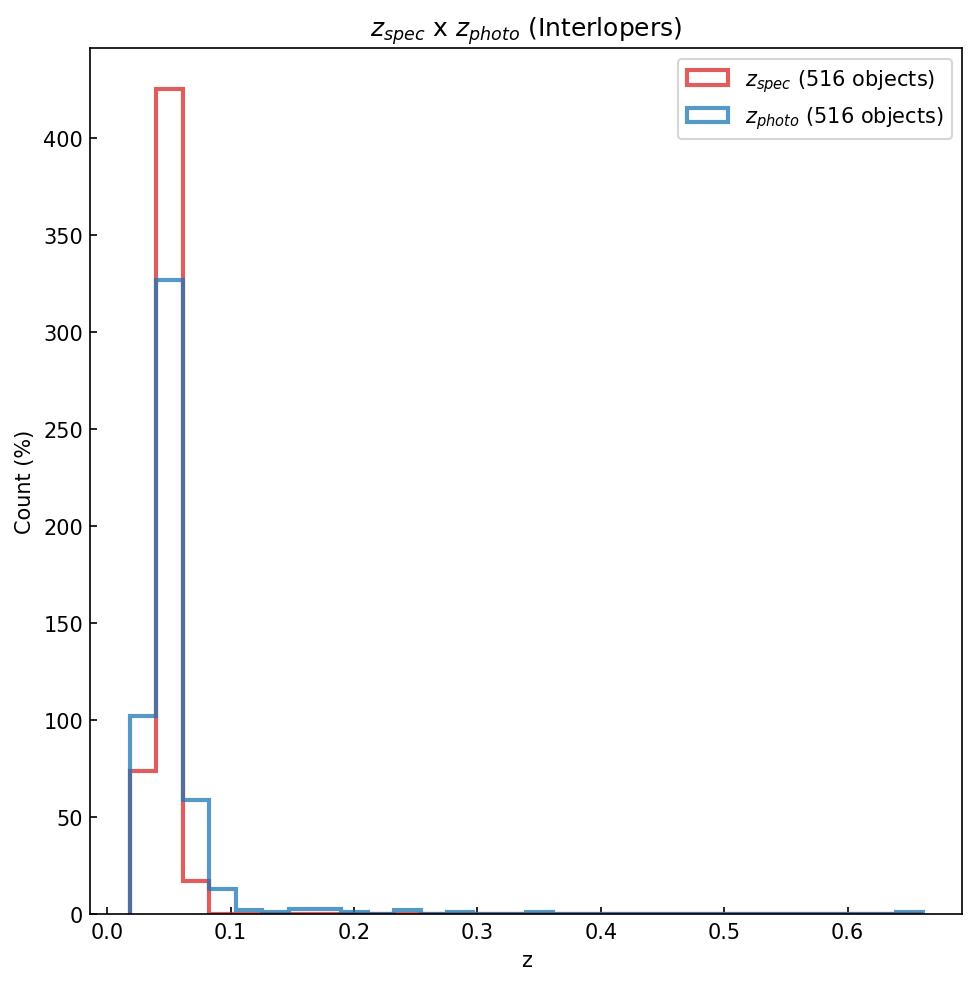 z_spec x z_photo (Interlopers)
z_spec (516 objects)
z_photo (516 objects)
Count (%)
400
350
300
250
200
150
100
50
0
0.0 0.1 0.2 0.3 0.4 0.5 0.6
z